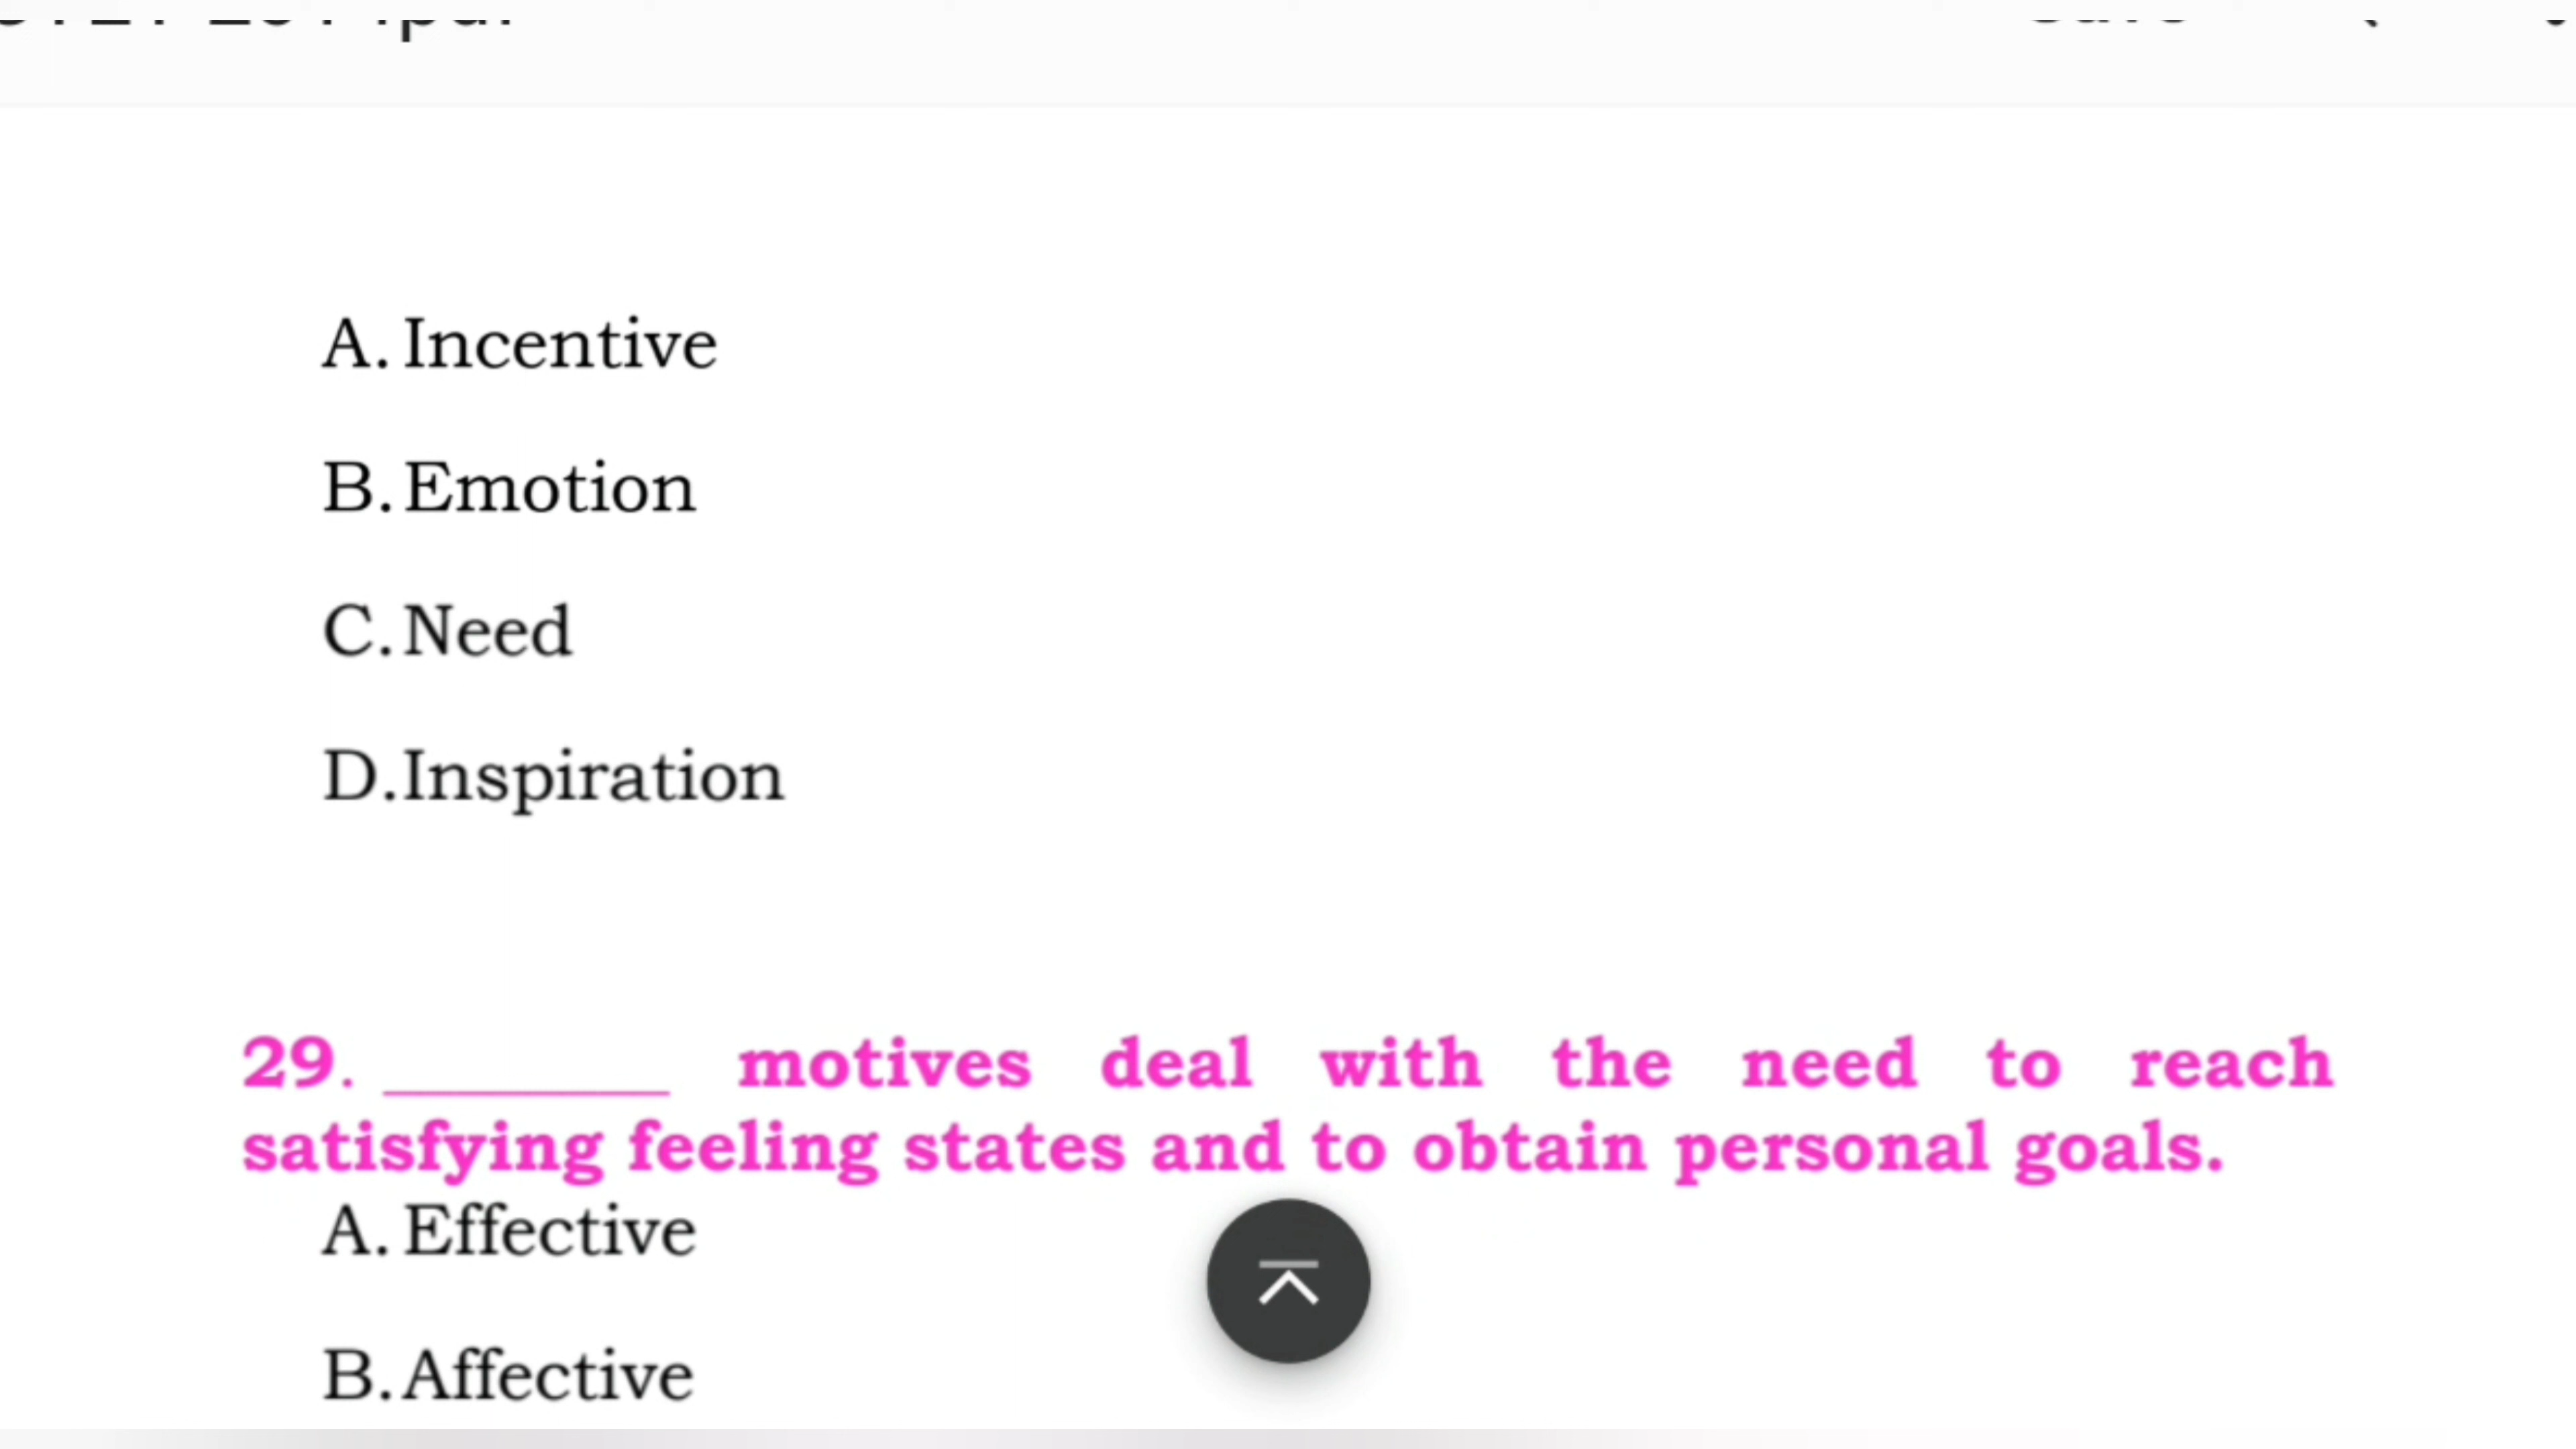 A. Incentive
B. Emotion
C. Need
D. Inspiration
29. ________ motives deal with the need to reach
satisfying feeling states and to obtain personal goals.
A. Effective
B. Affective